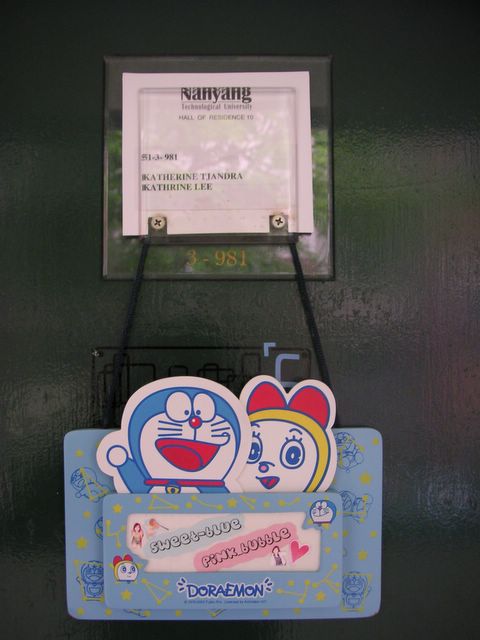 Nanyang
Technological University
HALL OF RESIDENCE 10
51-3-981
KATHERINE TJANDRA
KATHRINE LEE
3-981
sweet-blue
pink.bubble
DORAEMON